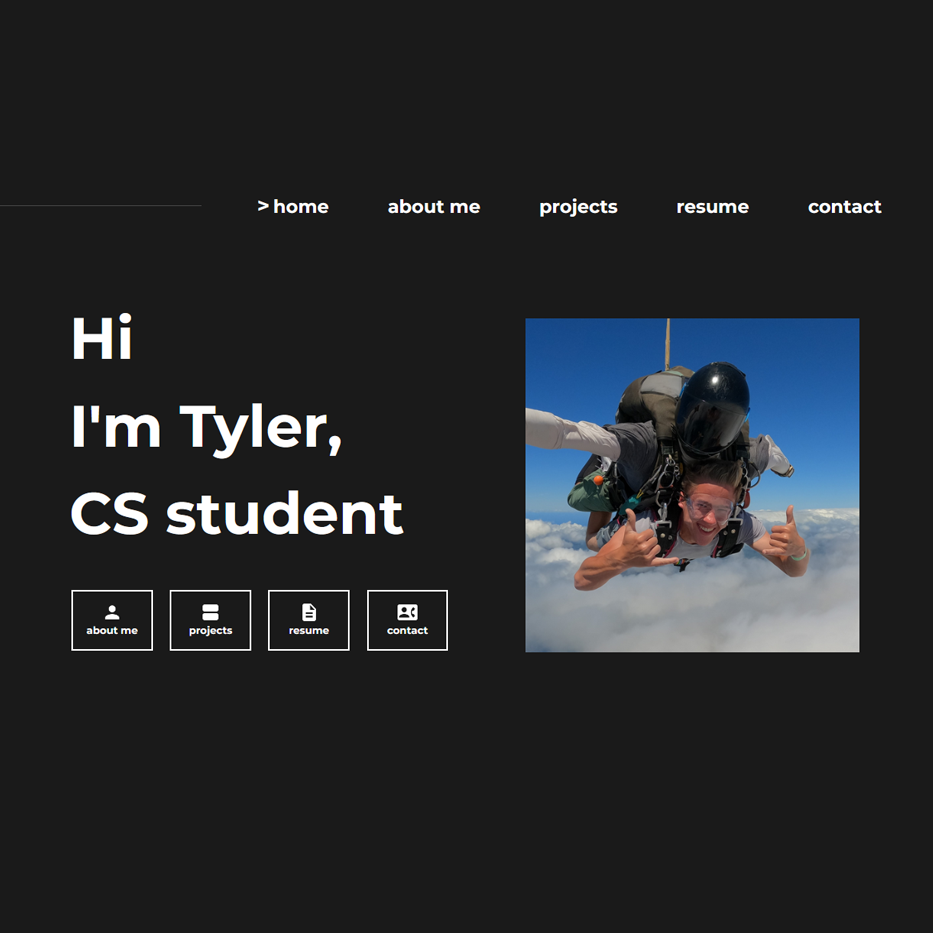 > home about me projects resume contact
Hi
I'm Tyler,
CS student
about me projects resume contact